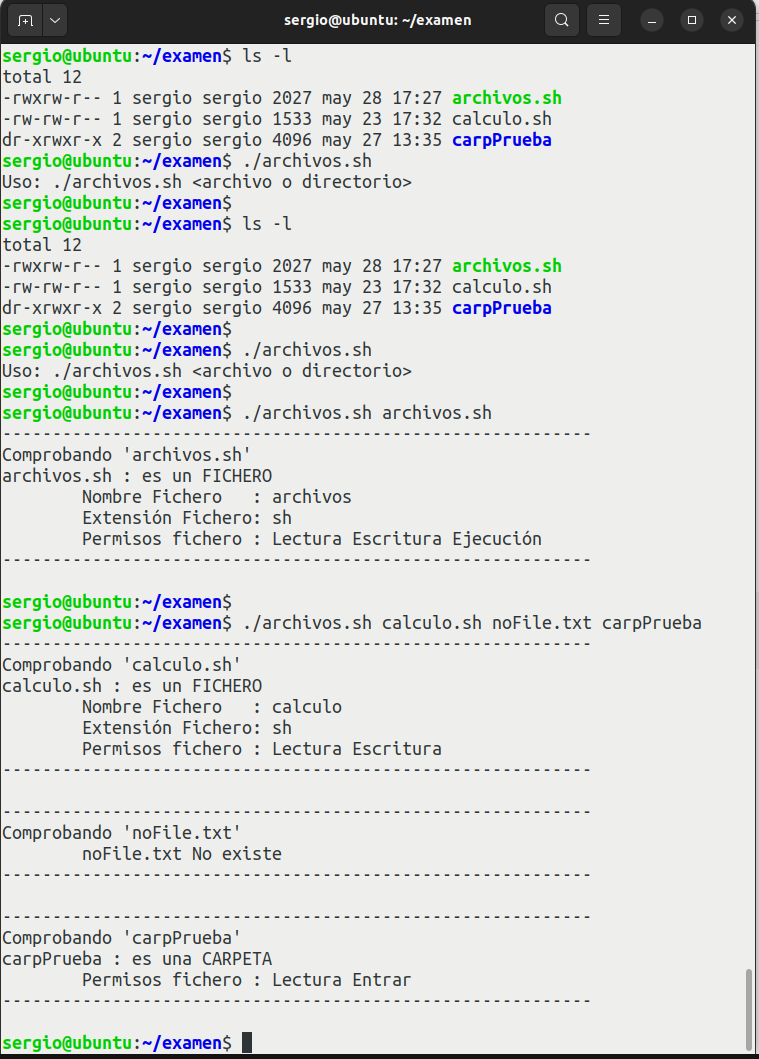 sergio@ubuntu: ~/examen
sergio@ubuntu:~/examen$ ls -l
total 12
-rwxrw-r-- 1 sergio sergio 2027 may 28 17:27 archivos.sh
-rw-rw-r-- 1 sergio sergio 1533 may 23 17:32 calculo.sh
dr-xrwxr-x 2 sergio sergio 4096 may 27 13:35 carpPrueba
sergio@ubuntu:~/examen$ ./archivos.sh
Uso: ./archivos.sh <archivo o directorio>
sergio@ubuntu:~/examen$
sergio@ubuntu:~/examen$ ls -l
total 12
-rwxrw-r-- 1 sergio sergio 2027 may 28 17:27 archivos.sh
-rw-rw-r-- 1 sergio sergio 1533 may 23 17:32 calculo.sh
dr-xrwxr-x 2 sergio sergio 4096 may 27 13:35 carpPrueba
sergio@ubuntu:~/examen$
sergio@ubuntu:~/examen$ ./archivos.sh
Uso: ./archivos.sh <archivo o directorio>
sergio@ubuntu:~/examen$
sergio@ubuntu:~/examen$ ./archivos.sh archivos.sh
-----------------------------------------------------------
Comprobando 'archivos.sh'
archivos.sh : es un FICHERO
        Nombre Fichero   : archivos
        Extensión Fichero: sh
        Permisos fichero : Lectura Escritura Ejecución
-----------------------------------------------------------
sergio@ubuntu:~/examen$
sergio@ubuntu:~/examen$ ./archivos.sh calculo.sh noFile.txt carpPrueba
-----------------------------------------------------------
Comprobando 'calculo.sh'
calculo.sh : es un FICHERO
        Nombre Fichero   : calculo
        Extensión Fichero: sh
        Permisos fichero : Lectura Escritura
-----------------------------------------------------------
-----------------------------------------------------------
Comprobando 'noFile.txt'
        noFile.txt No existe
-----------------------------------------------------------
-----------------------------------------------------------
Comprobando 'carpPrueba'
carpPrueba : es una CARPETA
        Permisos fichero : Lectura Entrar
-----------------------------------------------------------
sergio@ubuntu:~/examen$